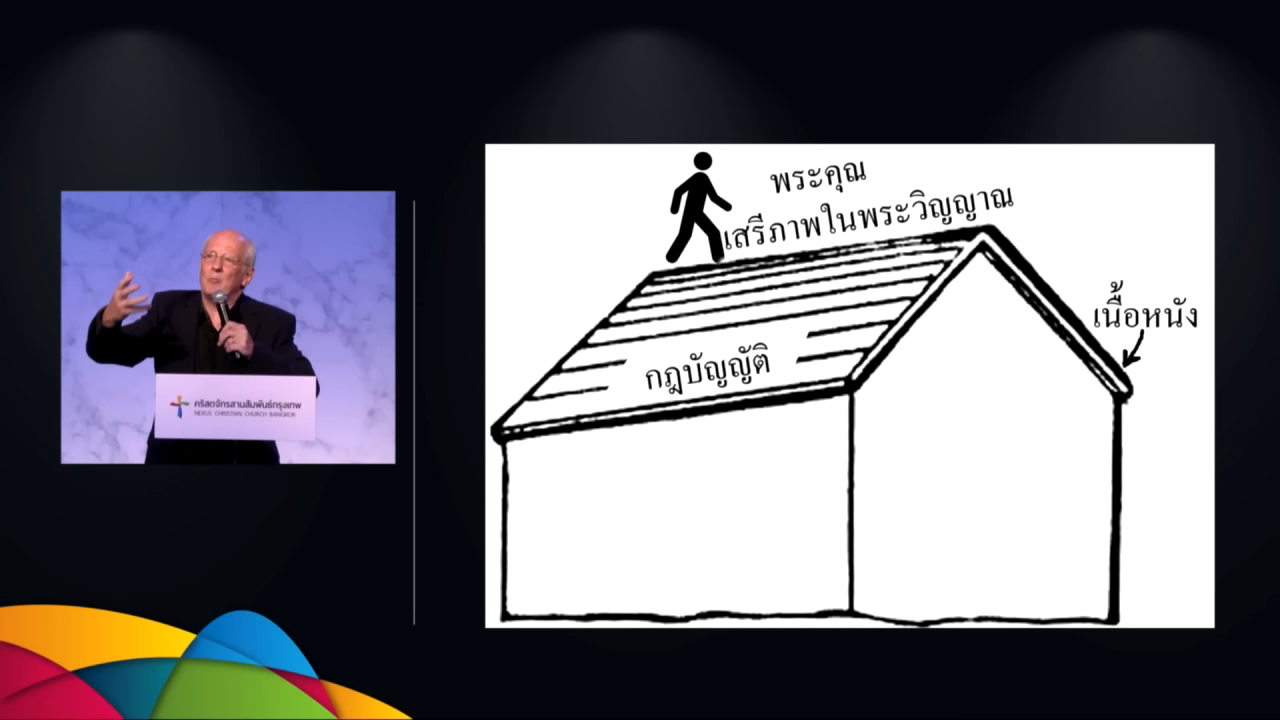 คริสตจักรสานสัมพันธ์กรุงเทพ
NEXUS CHRISTIAN CHURCH BANGKOK
พระคุณ
เสรีภาพในพระวิญญาณ
เนื้อหนัง
กฎบัญญัติ